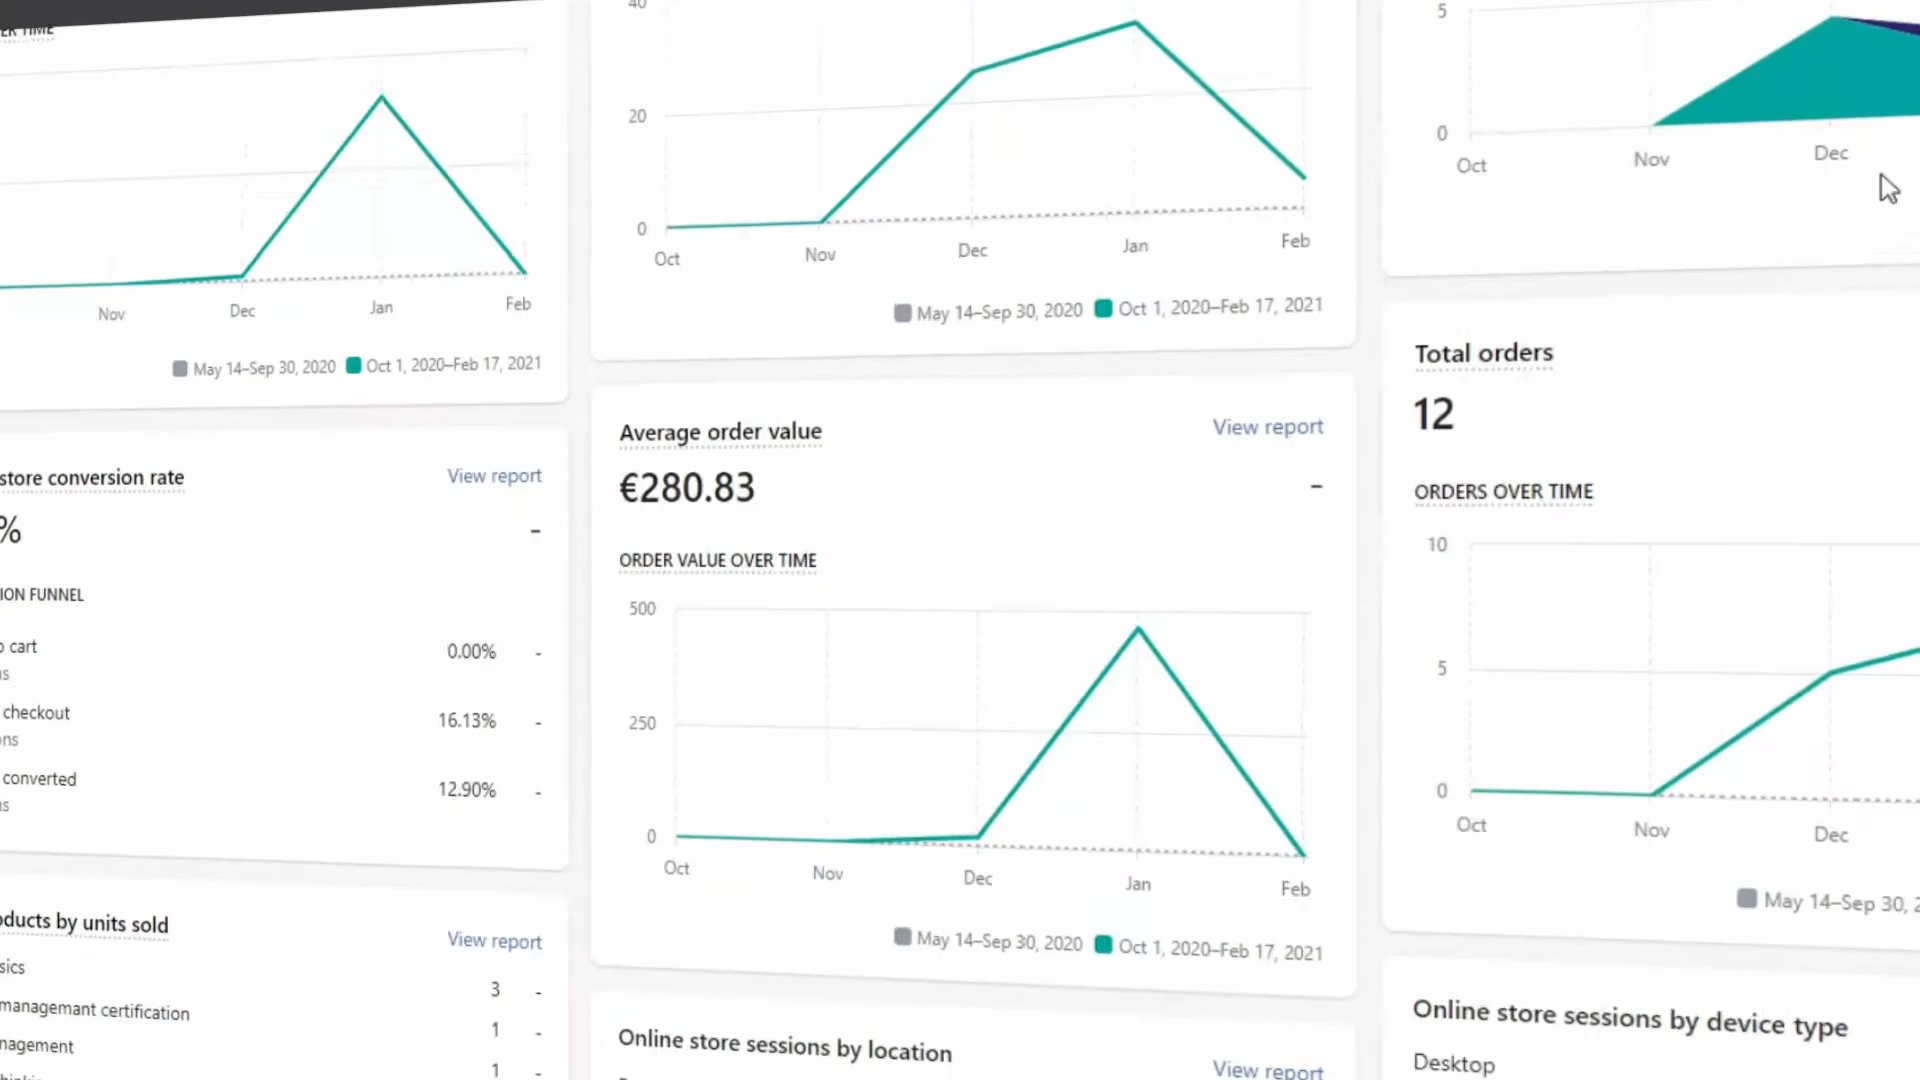 ER TIME
Nov
Dec
Jan
Feb
May 14–Sep 30, 2020
Oct 1, 2020–Feb 17, 2021
store conversion rate
View report
%
-
ION FUNNEL
cart
0.00%
-
checkout
16.13%
-
converted
12.90%
-
ducts by units sold
View report
sics
3
-
managemant certification
1
-
nagement
1
-
40
20
0
Oct
Nov
Dec
Jan
Feb
May 14–Sep 30, 2020
Oct 1, 2020–Feb 17, 2021
Average order value
View report
€280.83
-
ORDER VALUE OVER TIME
500
250
0
Oct
Nov
Dec
Jan
Feb
May 14–Sep 30, 2020
Oct 1, 2020–Feb 17, 2021
Online store sessions by location
View report
5
0
Oct
Nov
Dec
Total orders
12
ORDERS OVER TIME
10
5
0
Oct
Nov
Dec
May 14–Sep 30, 2
Online store sessions by device type
Desktop